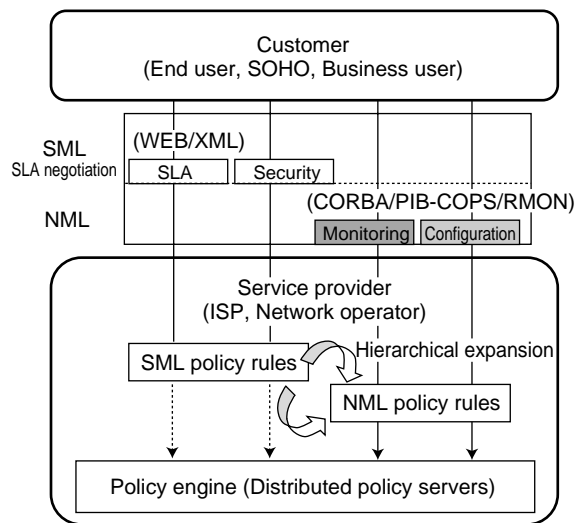 Customer
(End user, SOHO, Business user)
SML
SLA negotiation
(WEB/XML)
SLA
Security
NML
(CORBA/PIB-COPS/RMON)
Monitoring
Configuration
Service provider
(ISP, Network operator)
SML policy rules
Hierarchical expansion
NML policy rules
Policy engine (Distributed policy servers)